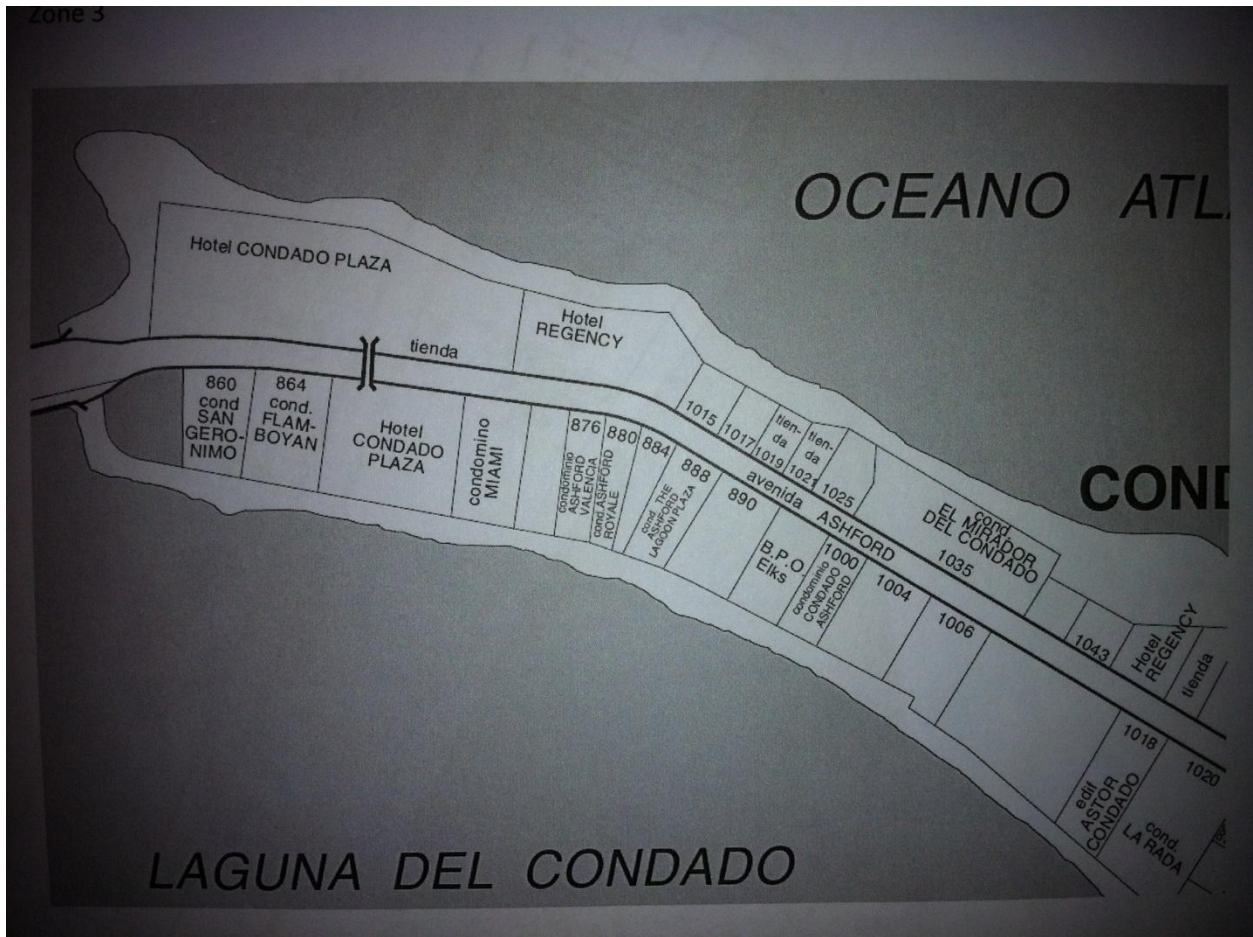 Zone 3
OCEANO ATL
Hotel CONDADO PLAZA
Hotel
REGENCY
tienda
860
cond
SAN
GERO-
NIMO
864
cond.
FLAM-
BOYAN
Hotel
CONDADO
PLAZA
condomino
MIAMI
876
condominio
ASHFORD
VALENCIA
880
cond.ASHFORD
ROYALE
884
cond. THE
ASHFORD
LAGOON PLAZA
888
890
avenida ASHFORD
1015
1017
tien-
da
1019
tien-
da
1021
1025
COND
cond.
EL MIRADOR
DEL CONDADO
1035
B.P.O.
Elks
1000
condominio
CONDADO
ASHFORD
1004
1006
1043
Hotel
REGENCY
tienda
1018
edif
ASTOR
CONDADO
1020
cond.
LA RADA
LAGUNA DEL CONDADO